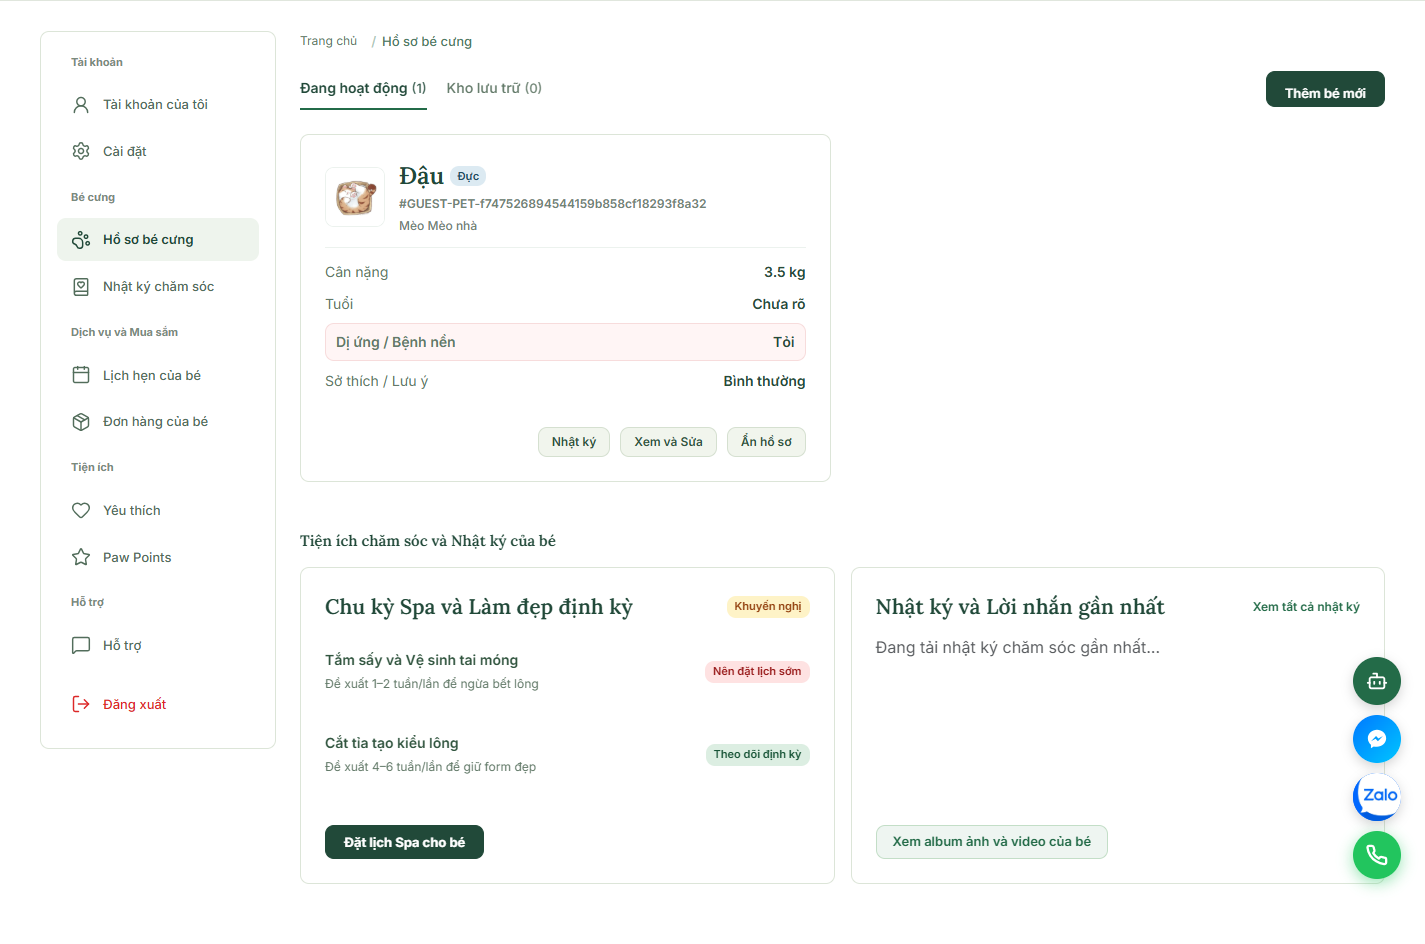 Tài khoản
Tài khoản của tôi
Cài đặt
Bé cưng
Hồ sơ bé cưng
Nhật ký chăm sóc
Dịch vụ và Mua sắm
Lịch hẹn của bé
Đơn hàng của bé
Tiện ích
Yêu thích
Paw Points
Hỗ trợ
Hỗ trợ
Đăng xuất
Trang chủ / Hồ sơ bé cưng
Đang hoạt động (1) Kho lưu trữ (0)
Thêm bé mới
Đậu Đực
#GUEST-PET-f747526894544159b858cf18293f8a32
Mèo Mèo nhà
Cân nặng 3.5 kg
Tuổi Chưa rõ
Dị ứng / Bệnh nền Tỏi
Sở thích / Lưu ý Bình thường
Nhật ký Xem và Sửa Ẩn hồ sơ
Tiện ích chăm sóc và Nhật ký của bé
Chu kỳ Spa và Làm đẹp định kỳ Khuyến nghị
Tắm sấy và Vệ sinh tai móng
Đề xuất 1–2 tuần/lần để ngừa bết lông
Nên đặt lịch sớm
Cắt tỉa tạo kiểu lông
Đề xuất 4–6 tuần/lần để giữ form đẹp
Theo dõi định kỳ
Đặt lịch Spa cho bé
Nhật ký và Lời nhắn gần nhất Xem tất cả nhật ký
Đang tải nhật ký chăm sóc gần nhất...
Xem album ảnh và video của bé
Zalo